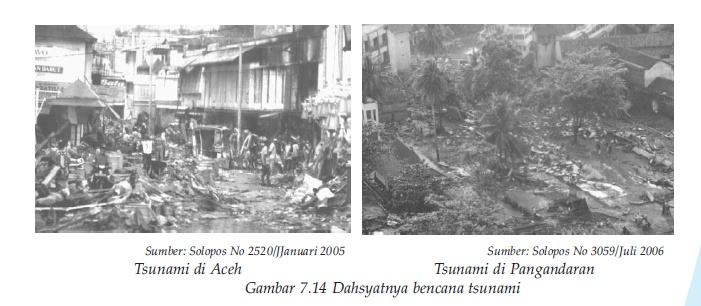 Sumber: Solopos No 2520/JJanuari 2005
Tsunami di Aceh
Sumber: Solopos No 3059/Juli 2006
Tsunami di Pangandaran
Gambar 7.14 Dahsyatnya bencana tsunami